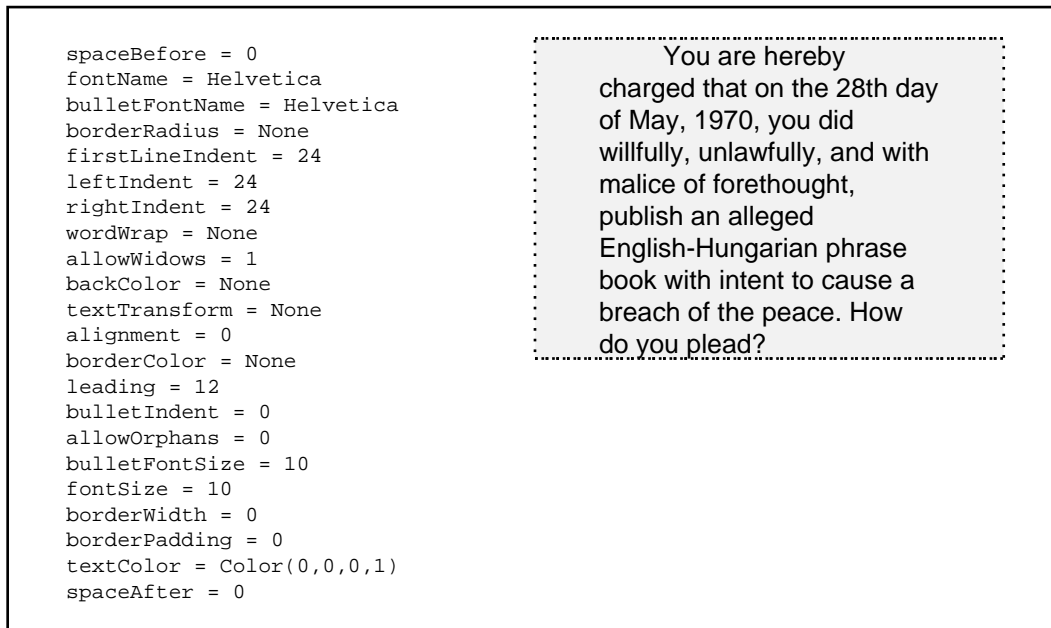 spaceBefore = 0
fontName = Helvetica
bulletFontName = Helvetica
borderRadius = None
firstLineIndent = 24
leftIndent = 24
rightIndent = 24
wordWrap = None
allowWidows = 1
backColor = None
textTransform = None
alignment = 0
borderColor = None
leading = 12
bulletIndent = 0
allowOrphans = 0
bulletFontSize = 10
fontSize = 10
borderWidth = 0
borderPadding = 0
textColor = Color(0,0,0,1)
spaceAfter = 0
You are hereby
charged that on the 28th day
of May, 1970, you did
willfully, unlawfully, and with
malice of forethought,
publish an alleged
English-Hungarian phrase
book with intent to cause a
breach of the peace. How
do you plead?